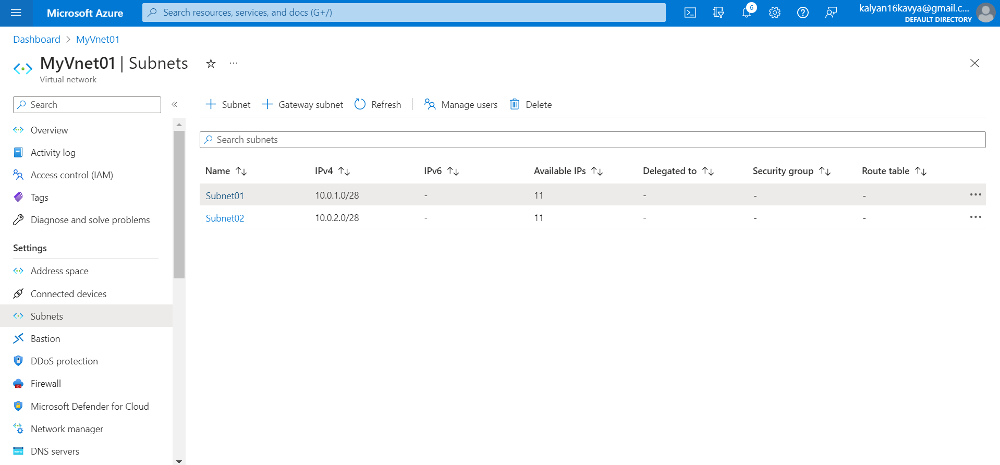 Microsoft Azure
Search resources, services, and docs (G+/)
6
kalyan16kavya@gmail.c...
DEFAULT DIRECTORY
Dashboard > MyVnet01
MyVnet01 | Subnets
...
Virtual network
Search
«
Subnet
Gateway subnet
Refresh
Manage users
Delete
Overview
Activity log
Access control (IAM)
Tags
Diagnose and solve problems
Settings
Address space
Connected devices
Subnets
Bastion
DDoS protection
Firewall
Microsoft Defender for Cloud
Network manager
DNS servers
Search subnets
Name IPv4 IPv6 Available IPs Delegated to Security group Route table
Subnet01 10.0.1.0/28 - 11 - - - ...
Subnet02 10.0.2.0/28 - 11 - - - ...